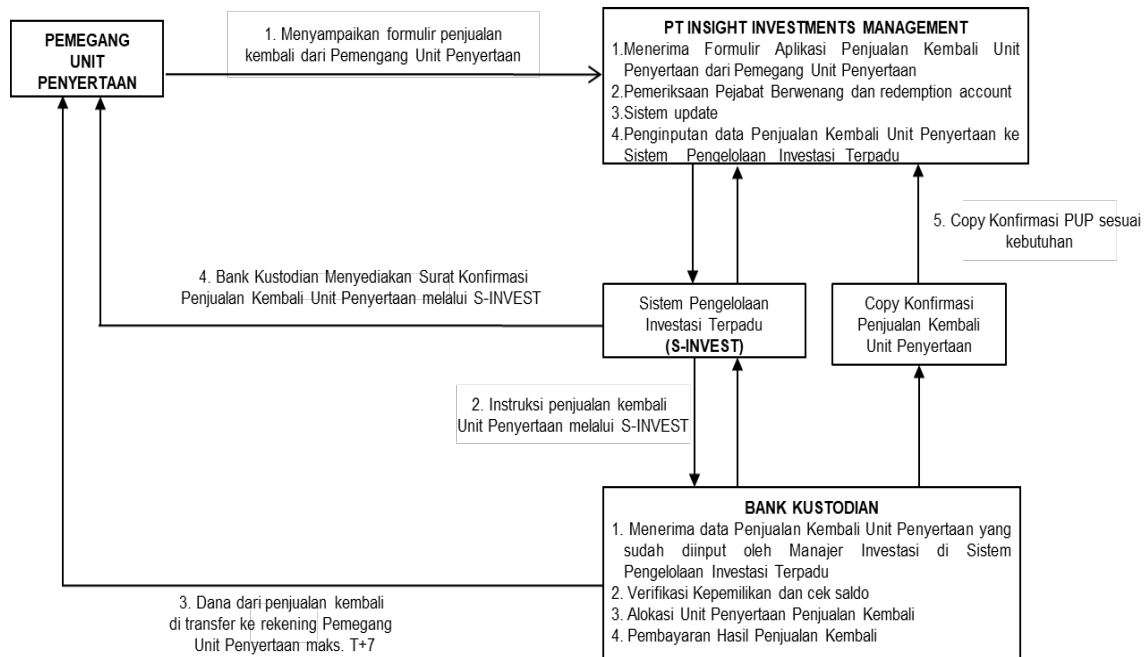 PEMEGANG
UNIT
PENYERTAAN
1. Menyampaikan formulir penjualan
kembali dari Pemengang Unit Penyertaan
PT INSIGHT INVESTMENTS MANAGEMENT
1.Menerima Formulir Aplikasi Penjualan Kembali Unit
Penyertaan dari Pemegang Unit Penyertaan
2.Pemeriksaan Pejabat Berwenang dan redemption account
3.Sistem update
4.Penginputan data Penjualan Kembali Unit Penyertaan ke
Sistem Pengelolaan Investasi Terpadu
5. Copy Konfirmasi PUP sesuai
kebutuhan
4. Bank Kustodian Menyediakan Surat Konfirmasi
Penjualan Kembali Unit Penyertaan melalui S-INVEST
Sistem Pengelolaan
Investasi Terpadu
(S-INVEST)
Copy Konfirmasi
Penjualan Kembali
Unit Penyertaan
2. Instruksi penjualan kembali
Unit Penyertaan melalui S-INVEST
BANK KUSTODIAN
1. Menerima data Penjualan Kembali Unit Penyertaan yang
sudah diinput oleh Manajer Investasi di Sistem
Pengelolaan Investasi Terpadu
2. Verifikasi Kepemilikan dan cek saldo
3. Alokasi Unit Penyertaan Penjualan Kembali
4. Pembayaran Hasil Penjualan Kembali
3. Dana dari penjualan kembali
di transfer ke rekening Pemegang
Unit Penyertaan maks. T+7